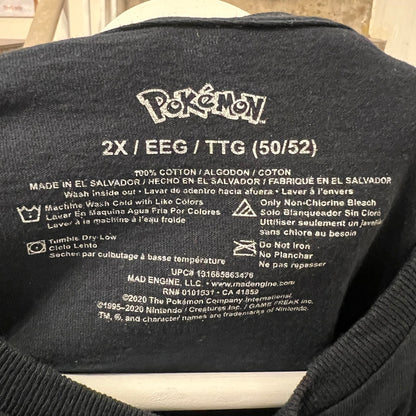 POKéMON
2X / EEG / TTG (50/52)
100% COTTON / ALGODON / COTON
MADE IN EL SALVADOR / HECHO EN EL SALVADOR / FABRIQUÉ EN EL SALVADOR
Wash inside out • Lavar de adentro hacia afuera • Laver à l'envers
Machine Wash Cold with Like Colors
Lavar En Maquina Agua Fria Por Colores
Laver à la machine à l'eau froide
Only Non-Chlorine Bleach
Solo Blanqueador Sin Cloro
Utiliser seulement un javellisant
sans chlore
Tumble Dry-Low
Ciclo Lento
Sécher par culbutage à basse température
Do Not Iron
No Planchar
Ne pas repasser
UPC# 191685863476
MAD ENGINE, LLC. • www.madengine.com
RN# 0101531 • CA 41859
©2020 The Pokémon Company International
©1995-2020 Nintendo / Creatures Inc. / GAME FREAK Inc.
TM, ®, and character names are trademarks of Nintendo.